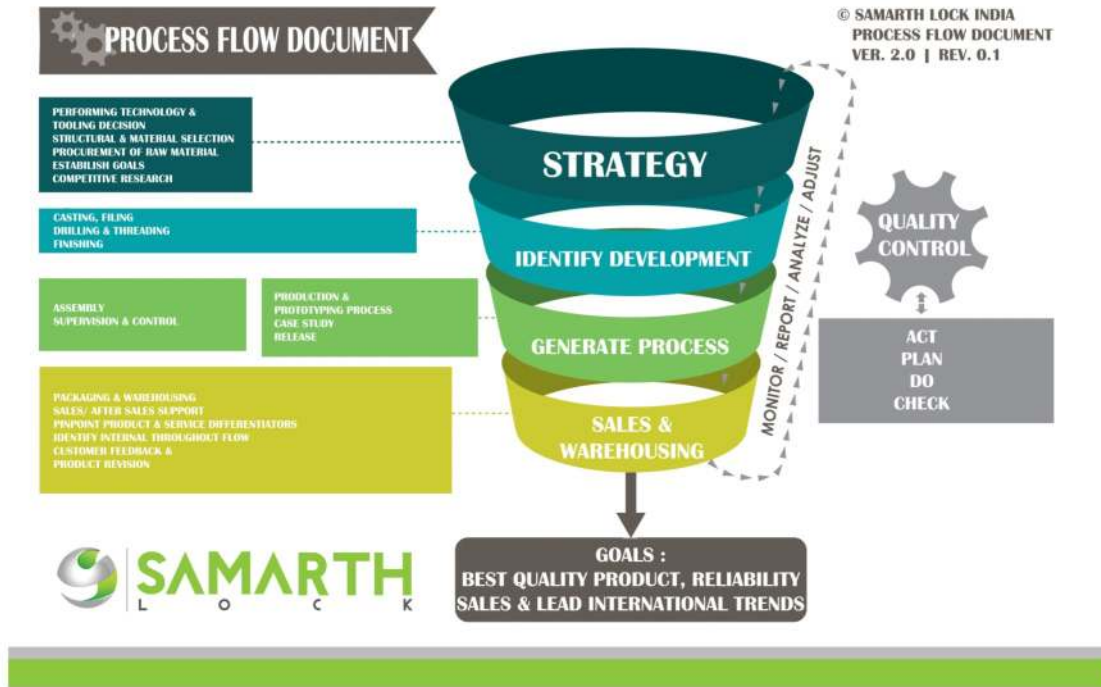 PROCESS FLOW DOCUMENT
© SAMARTH LOCK INDIA
PROCESS FLOW DOCUMENT
VER. 2.0 | REV. 0.1
PERFORMING TECHNOLOGY &
TOOLING DECISION
STRUCTURAL & MATERIAL SELECTION
PROCUREMENT OF RAW MATERIAL
ESTABILISH GOALS
COMPETITIVE RESEARCH
STRATEGY
CASTING, FILING
DRILLING & THREADING
FINISHING
IDENTIFY DEVELOPMENT
ASSEMBLY
SUPERVISION & CONTROL
PRODUCTION &
PROTOTYPING PROCESS
CASE STUDY
RELEASE
GENERATE PROCESS
PACKAGING & WAREHOUSING
SALES/ AFTER SALES SUPPORT
PINPOINT PRODUCT & SERVICE DIFFERENTIATORS
IDENTIFY INTERNAL THROUGHOUT FLOW
CUSTOMER FEEDBACK &
PRODUCT REVISION
SALES &
WAREHOUSING
MONITOR / REPORT / ANALYZE / ADJUST
QUALITY
CONTROL
ACT
PLAN
DO
CHECK
GOALS :
BEST QUALITY PRODUCT, RELIABILITY
SALES & LEAD INTERNATIONAL TRENDS
SAMARTH
LOCK